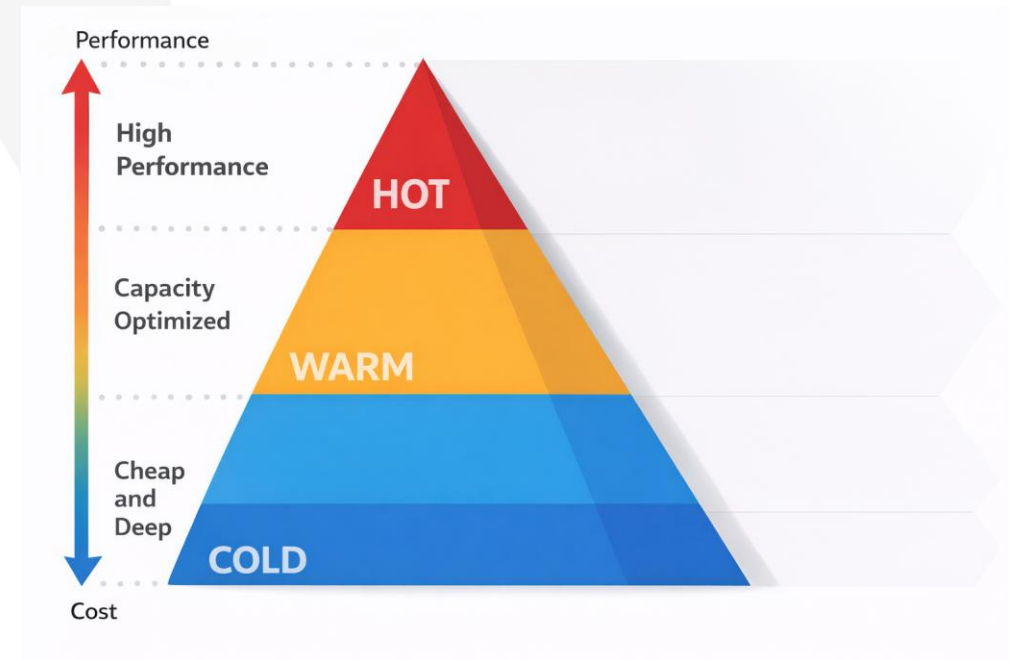 Performance
High
Performance
HOT
Capacity
Optimized
WARM
Cheap
and
Deep
COLD
Cost